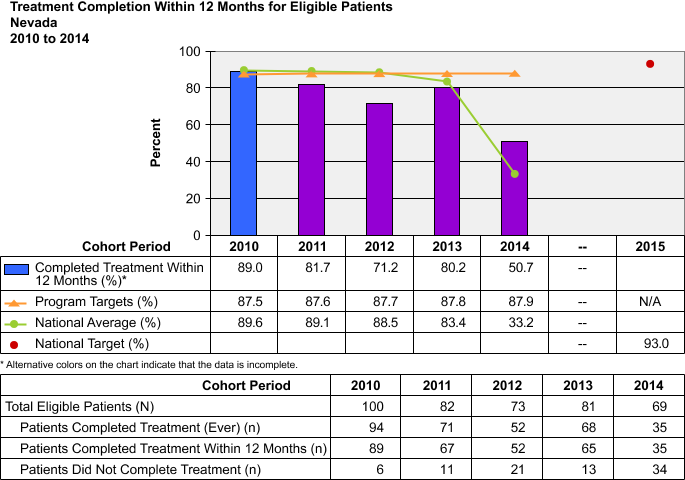 Treatment Completion Within 12 Months for Eligible Patients
Nevada
2010 to 2014
100
80
60
40
20
0
Percent
Cohort Period 2010 2011 2012 2013 2014 -- 2015
Completed Treatment Within 12 Months (%)* 89.0 81.7 71.2 80.2 50.7 --
Program Targets (%) 87.5 87.6 87.7 87.8 87.9 -- N/A
National Average (%) 89.6 89.1 88.5 83.4 33.2 --
National Target (%) -- 93.0
* Alternative colors on the chart indicate that the data is incomplete.
Cohort Period 2010 2011 2012 2013 2014
Total Eligible Patients (N) 100 82 73 81 69
Patients Completed Treatment (Ever) (n) 94 71 52 68 35
Patients Completed Treatment Within 12 Months (n) 89 67 52 65 35
Patients Did Not Complete Treatment (n) 6 11 21 13 34